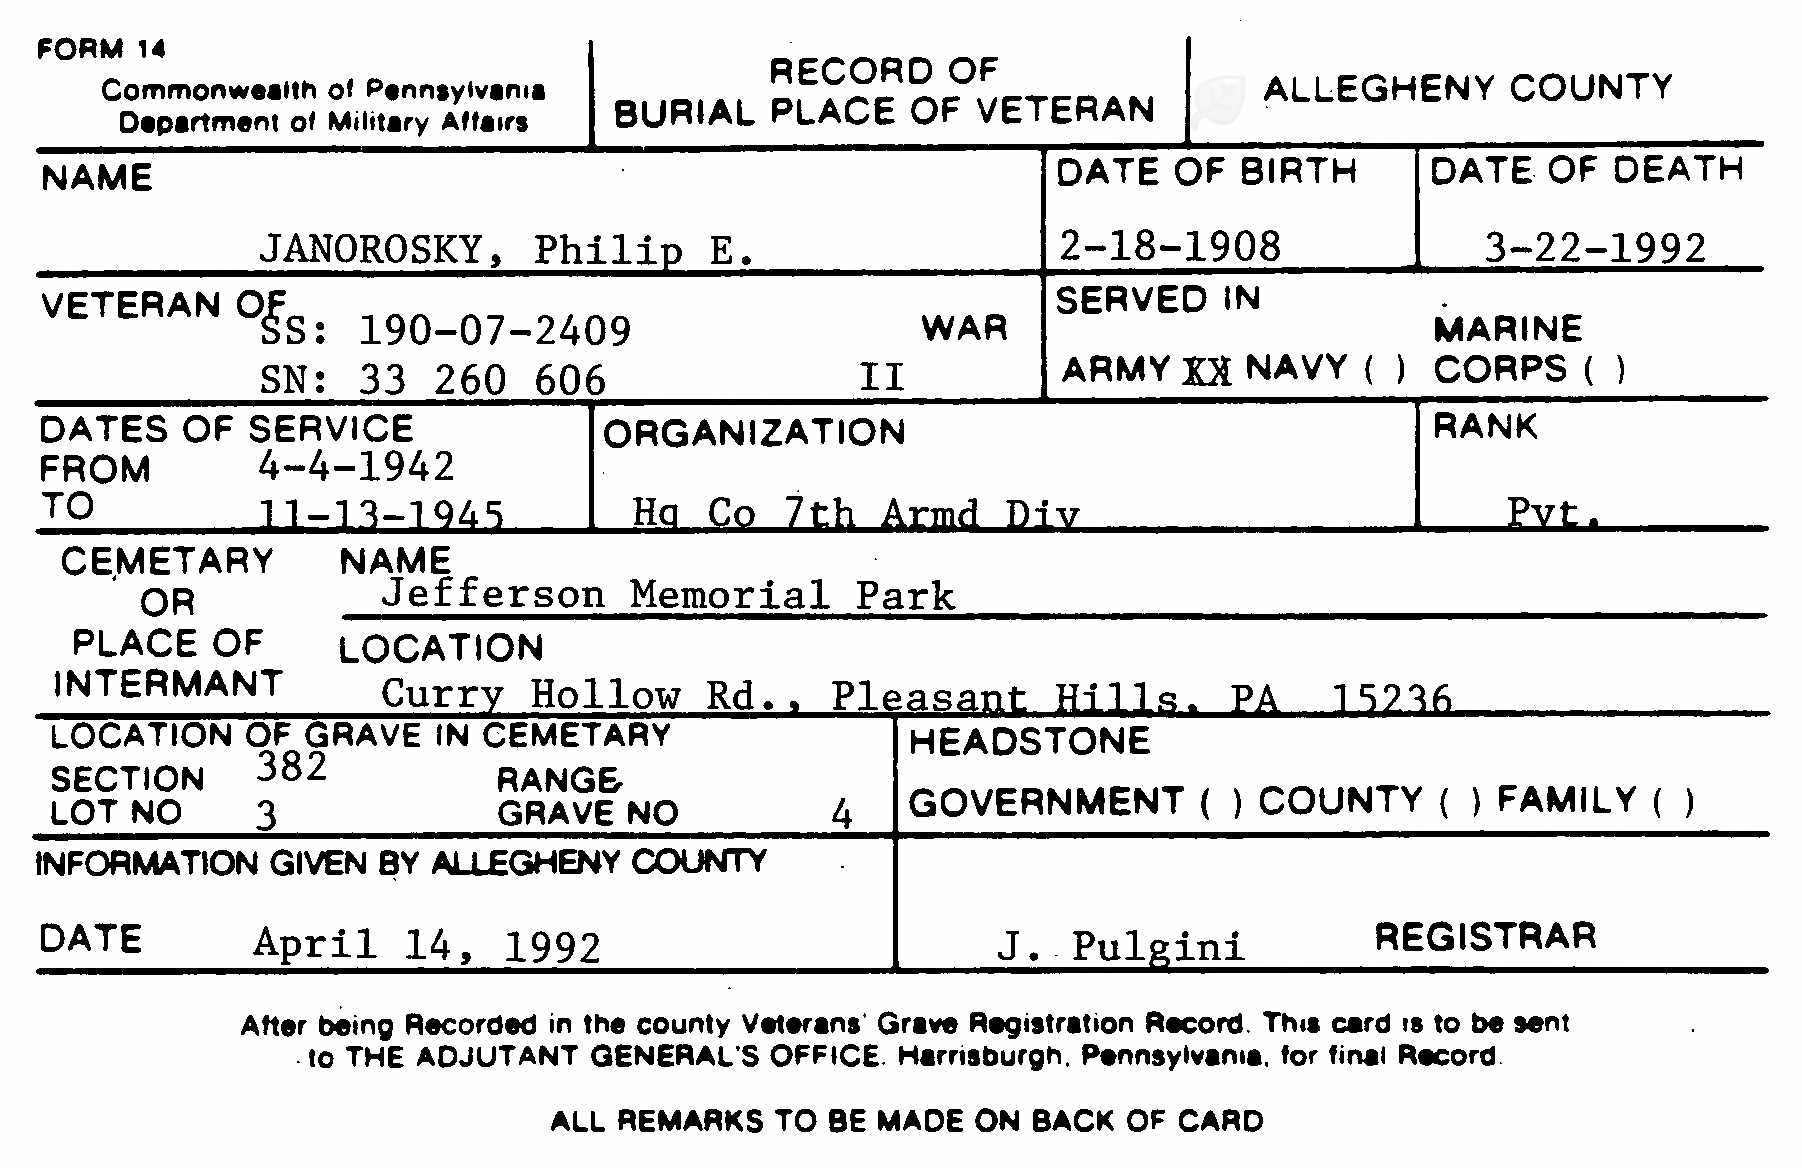 FORM 14
Commonwealth of Pennsylvania
Department of Military Affairs
RECORD OF
BURIAL PLACE OF VETERAN
ALLEGHENY COUNTY
NAME
JANOROSKY, Philip E.
DATE OF BIRTH
2-18-1908
DATE OF DEATH
3-22-1992
VETERAN OF
SS: 190-07-2409
WAR
SN: 33 260 606
II
SERVED IN
ARMY XX NAVY ( ) MARINE CORPS ( )
DATES OF SERVICE
FROM 4-4-1942
TO 11-13-1945
ORGANIZATION
Hq Co 7th Armd Div
RANK
Pvt.
CEMETARY
OR
PLACE OF
INTERMANT
NAME
Jefferson Memorial Park
LOCATION
Curry Hollow Rd., Pleasant Hills, PA 15236
LOCATION OF GRAVE IN CEMETARY
SECTION 382 RANGE
LOT NO 3 GRAVE NO 4
HEADSTONE
GOVERNMENT ( ) COUNTY ( ) FAMILY ( )
INFORMATION GIVEN BY ALLEGHENY COUNTY
DATE April 14, 1992
J. Pulgini REGISTRAR
After being Recorded in the county Veterans' Grave Registration Record. This card is to be sent
to THE ADJUTANT GENERAL'S OFFICE. Harrisburgh, Pennsylvania, for final Record.
ALL REMARKS TO BE MADE ON BACK OF CARD